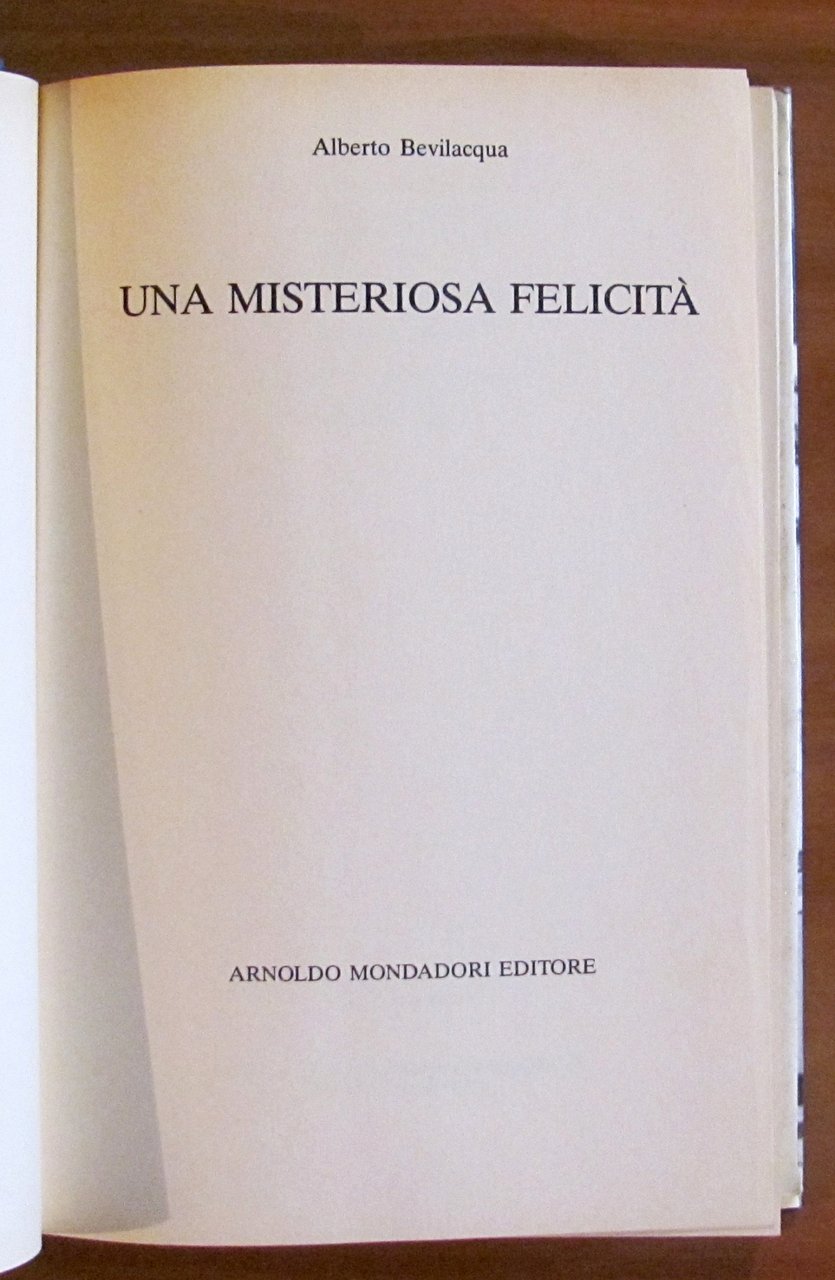 Alberto Bevilacqua
UNA MISTERIOSA FELICITÀ
ARNOLDO MONDADORI EDITORE